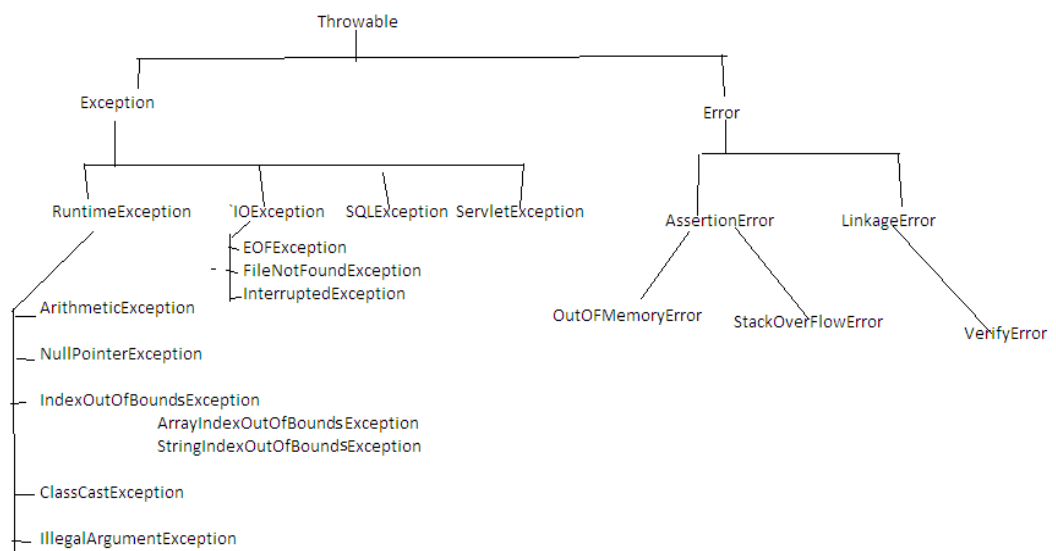 Throwable
Exception
Error
RuntimeException
`IOException
SQLException
ServletException
AssertionError
LinkageError
EOFException
FileNotFoundException
InterruptedException
ArithmeticException
OutOFMemoryError
StackOverFlowError
VerifyError
NullPointerException
IndexOutOfBoundsException
ArrayIndexOutOfBoundsException
StringIndexOutOfBoundsException
ClassCastException
IllegalArgumentException